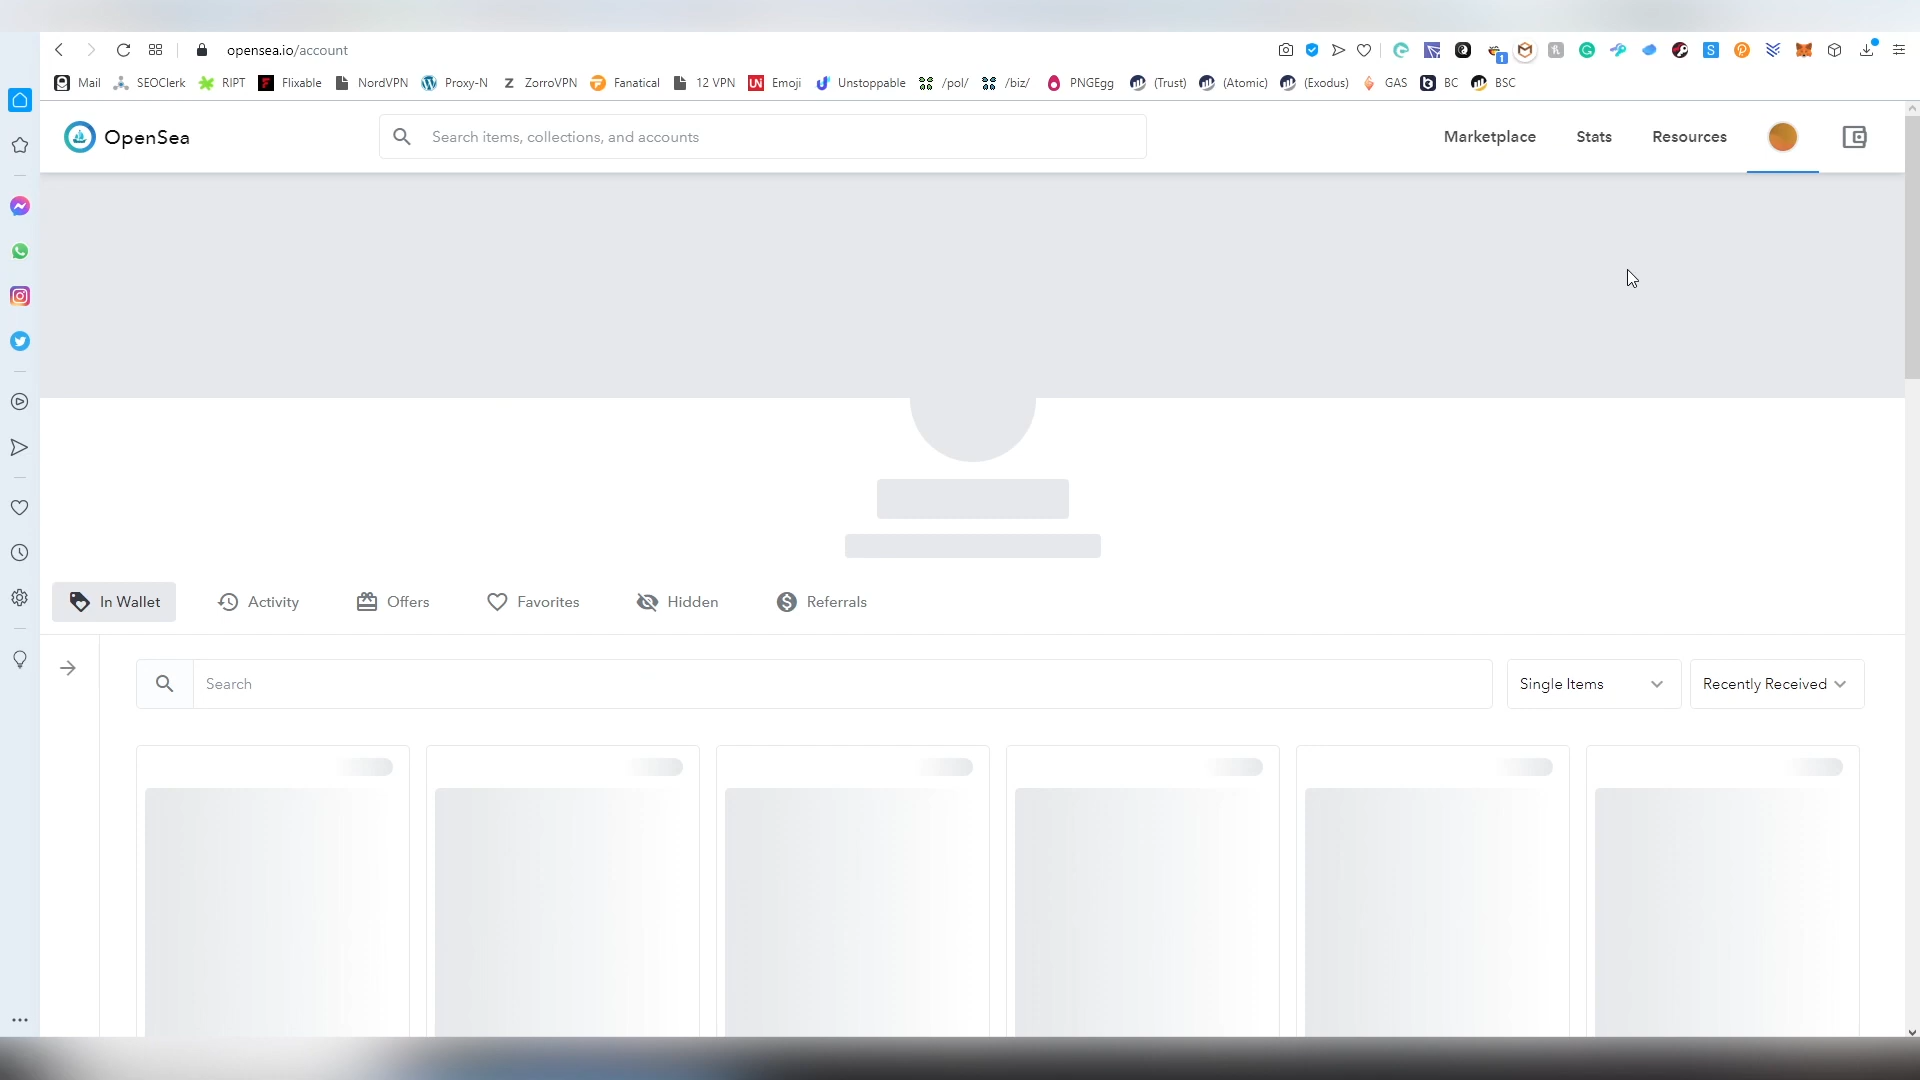 opensea.io/account
1
Mail SEOClerk RIPT Flixable NordVPN Proxy-N ZorroVPN Fanatical 12 VPN Emoji Unstoppable /pol/ /biz/ PNGEgg (Trust) (Atomic) (Exodus) GAS BC BSC
OpenSea Search items, collections, and accounts Marketplace Stats Resources
In Wallet Activity Offers Favorites Hidden Referrals
Search Single Items Recently Received